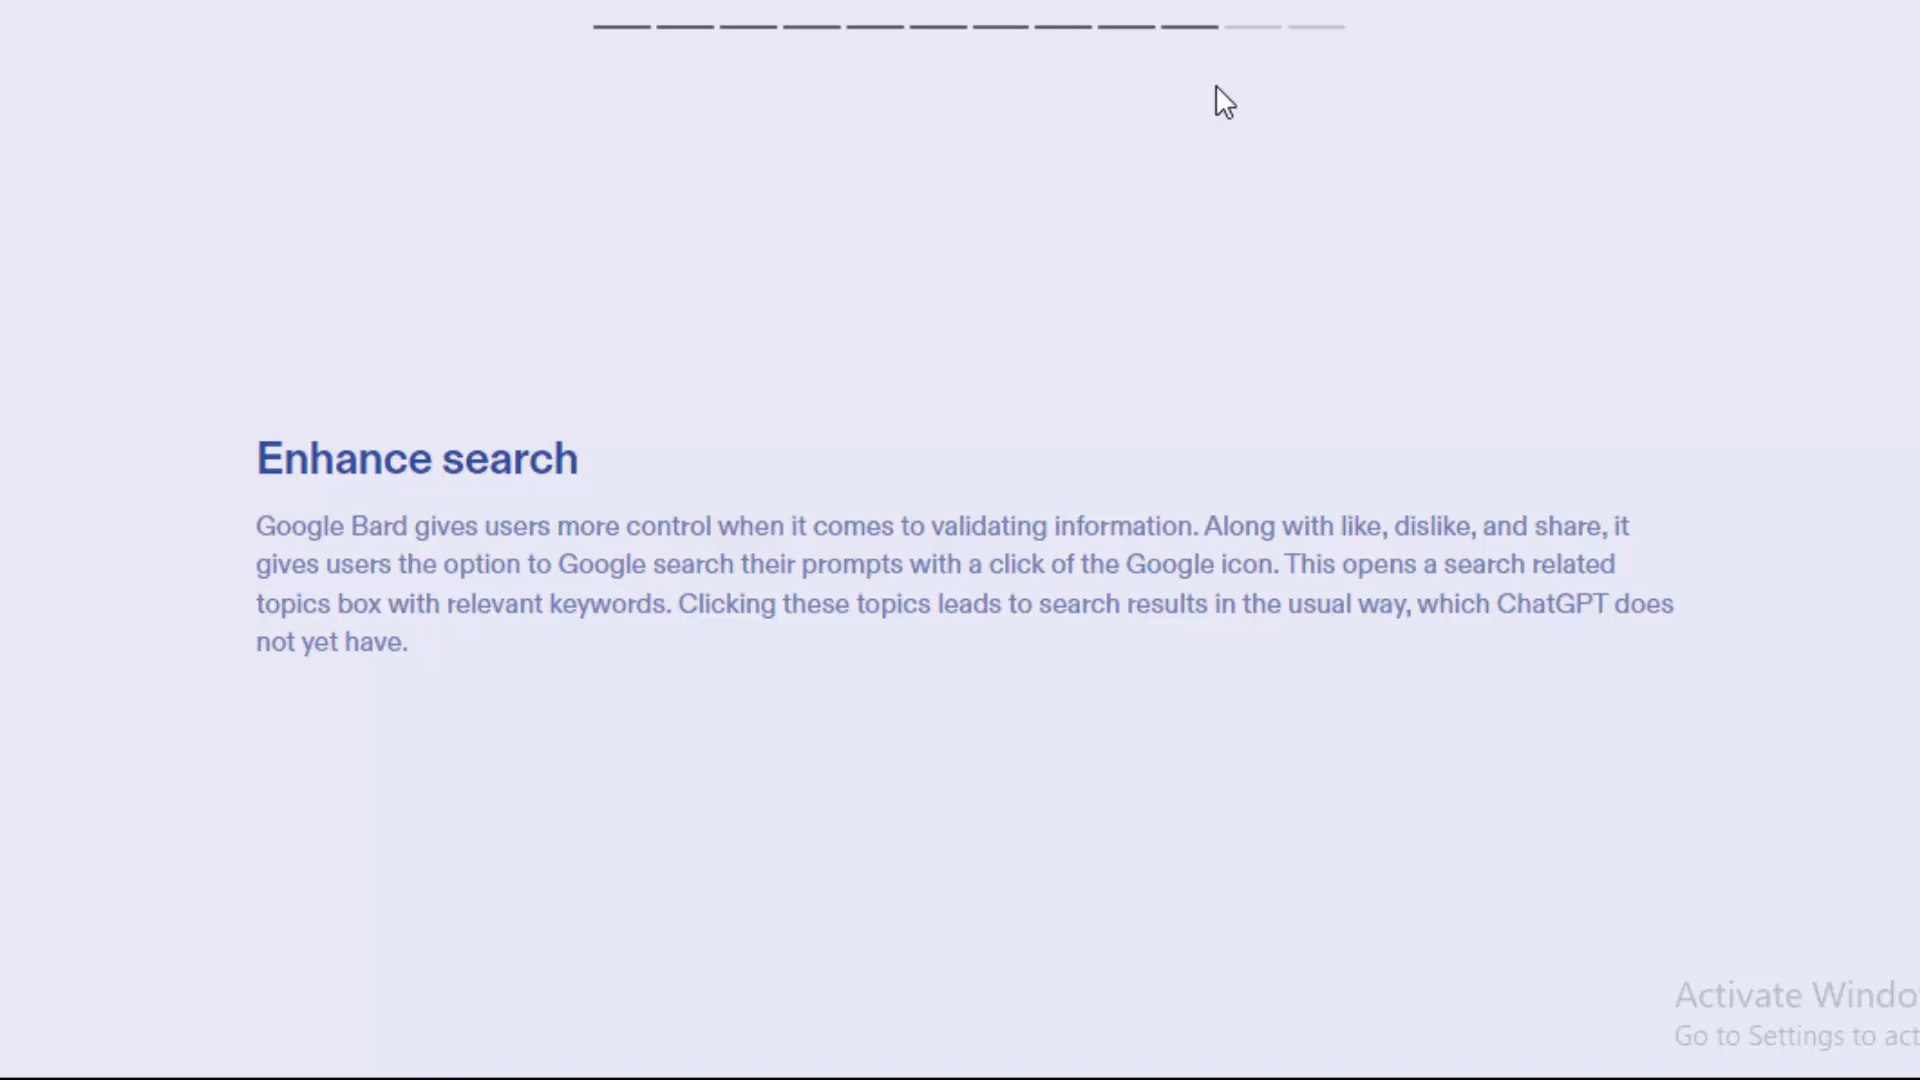 Enhance search
Google Bard gives users more control when it comes to validating information. Along with like, dislike, and share, it
gives users the option to Google search their prompts with a click of the Google icon. This opens a search related
topics box with relevant keywords. Clicking these topics leads to search results in the usual way, which ChatGPT does
not yet have.
Activate Windo
Go to Settings to act